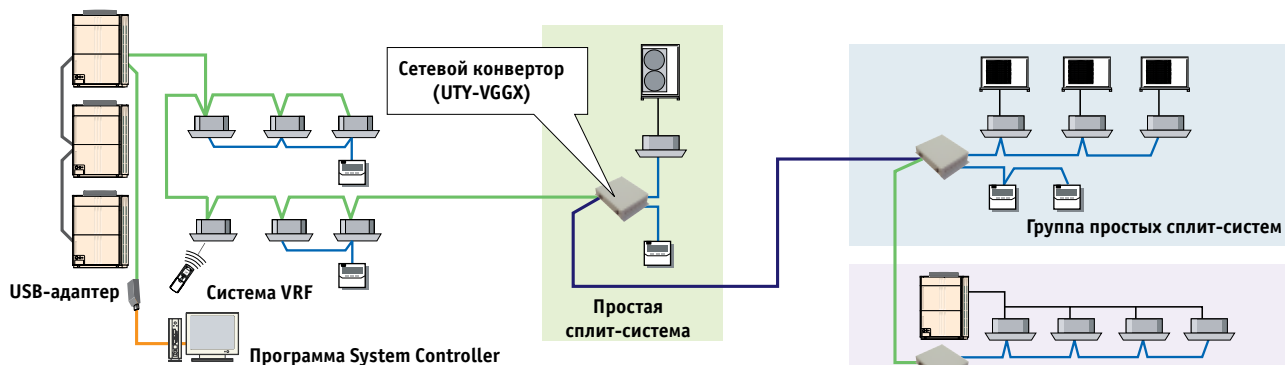 Сетевой конвертор
(UTY-VGGX)
Группа простых сплит-систем
USB-адаптер
Система VRF
Простая
сплит-система
Программа System Controller